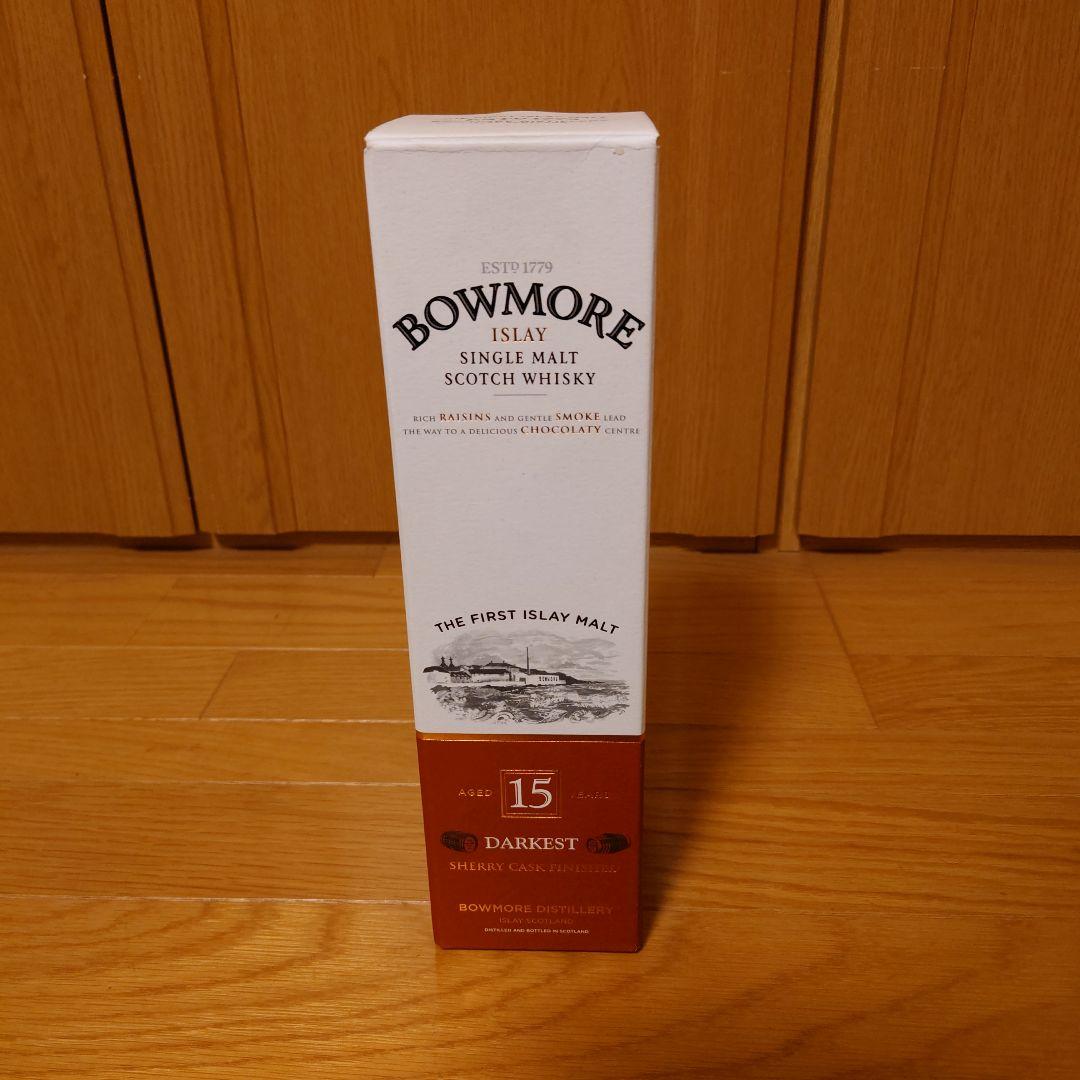 ESTD 1779
BOWMORE
ISLAY
SINGLE MALT
SCOTCH WHISKY
RICH RAISINS AND GENTLE SMOKE LEAD
THE WAY TO A DELICIOUS CHOCOLATY CENTRE
THE FIRST ISLAY MALT
BOWMORE
AGED 15 YEARS
DARKEST
SHERRY CASK FINISHED
BOWMORE DISTILLERY
ISLAY SCOTLAND
DISTILLED AND BOTTLED IN SCOTLAND